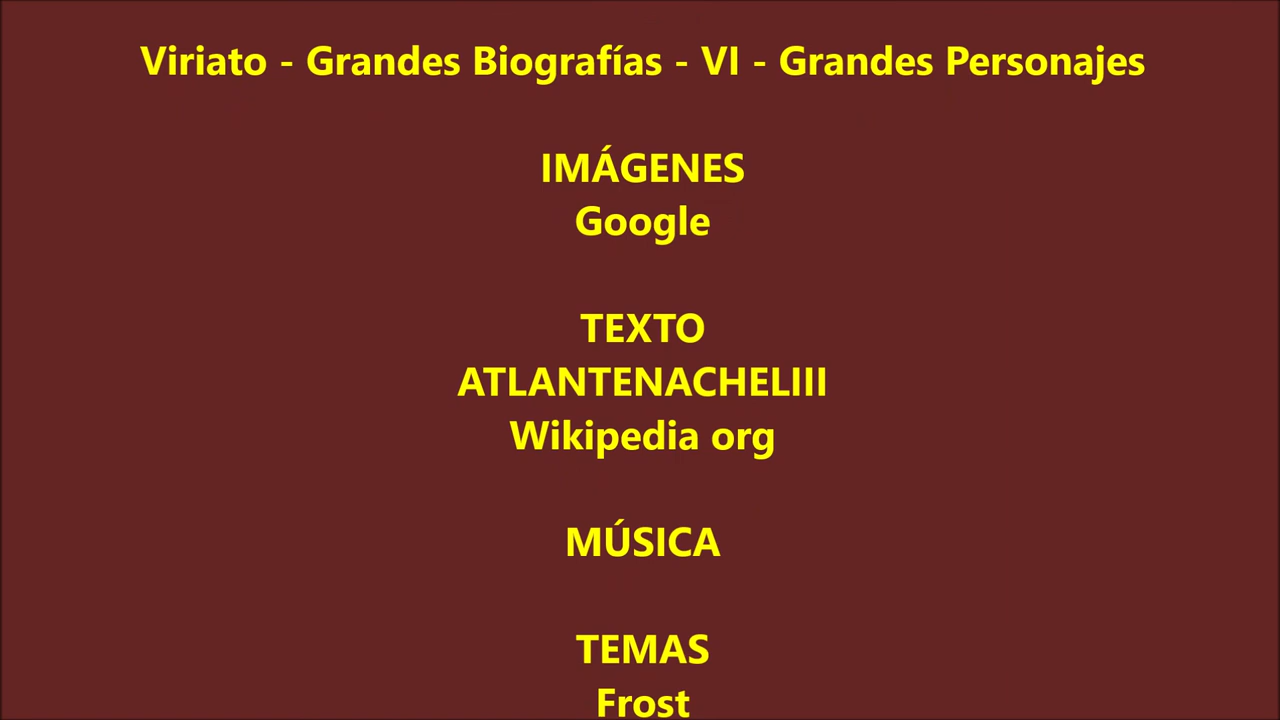 Viriato - Grandes Biografías - VI - Grandes Personajes
IMÁGENES
Google
TEXTO
ATLANTENACHELIII
Wikipedia org
MÚSICA
TEMAS
Frost